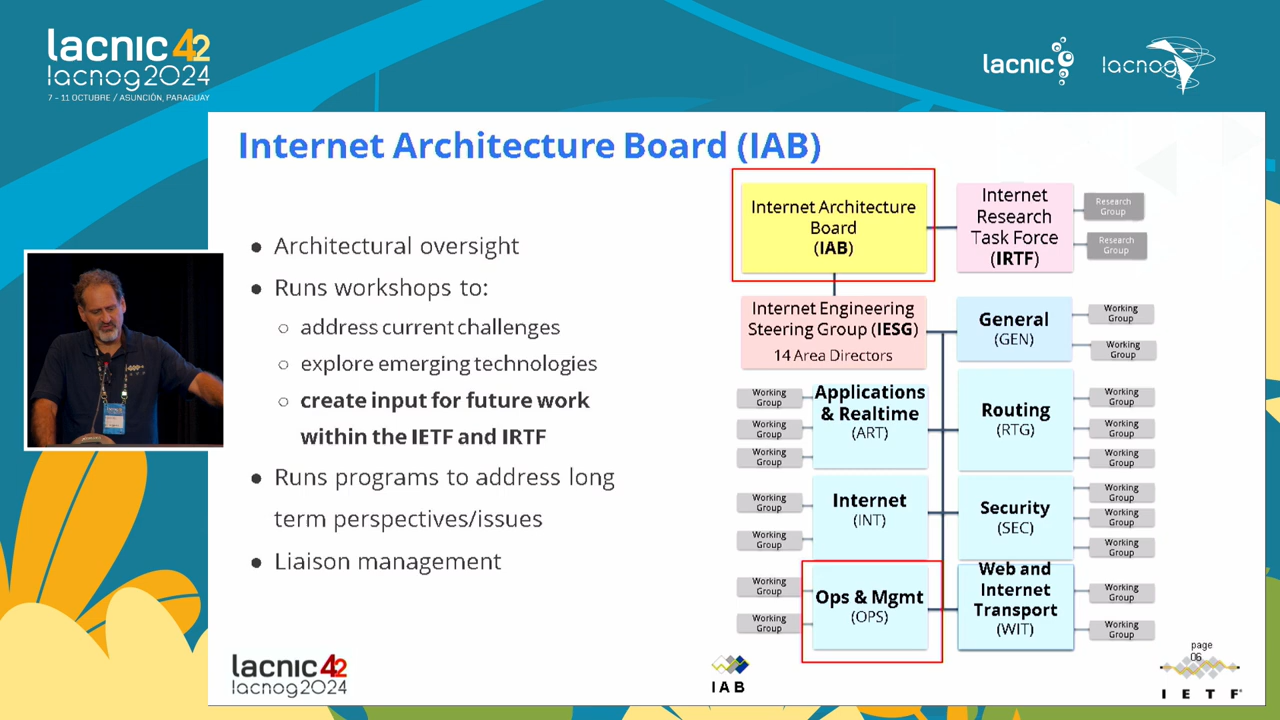 lacnic 42
lacnog2024
7 - 11 OCTUBRE / ASUNCIÓN, PARAGUAY
lacnic
lacnog
Internet Architecture Board (IAB)
● Architectural oversight
● Runs workshops to:
○ address current challenges
○ explore emerging technologies
○ create input for future work
within the IETF and IRTF
● Runs programs to address long
term perspectives/issues
● Liaison management
Internet Architecture
Board
(IAB)
Internet
Research
Task Force
(IRTF)
Research
Group
Research
Group
Internet Engineering
Steering Group (IESG)
14 Area Directors
General
(GEN)
Working
Group
Working
Group
Working
Group
Working
Group
Working
Group
Applications
& Realtime
(ART)
Routing
(RTG)
Working
Group
Working
Group
Working
Group
Working
Group
Working
Group
Internet
(INT)
Security
(SEC)
Working
Group
Working
Group
Working
Group
Working
Group
Working
Group
Ops & Mgmt
(OPS)
Web and
Internet
Transport
(WIT)
Working
Group
Working
Group
lacnic 42
lacnog2024
IAB
page
06
IETF®